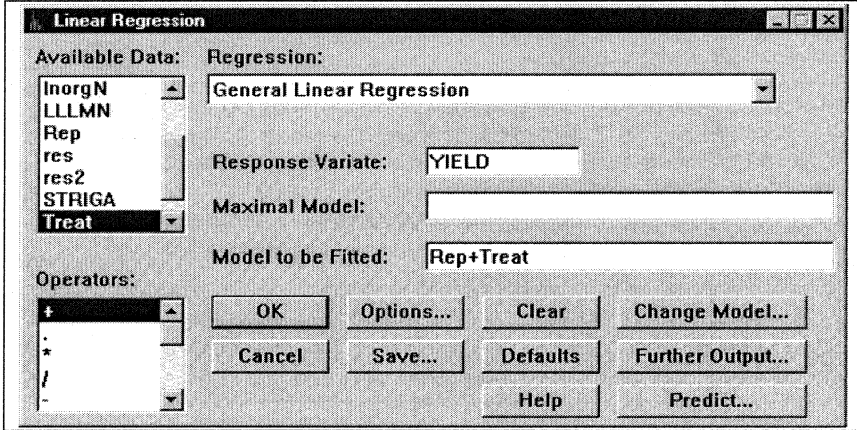 Linear Regression
Available Data:
Regression:
InorgN
LLLMN
Rep
res
res2
STRIGA
Treat
General Linear Regression
Response Variate: YIELD
Maximal Model:
Model to be Fitted: Rep+Treat
Operators:
+
.
*
/
-
OK Options... Clear Change Model...
Cancel Save... Defaults Further Output...
Help Predict...